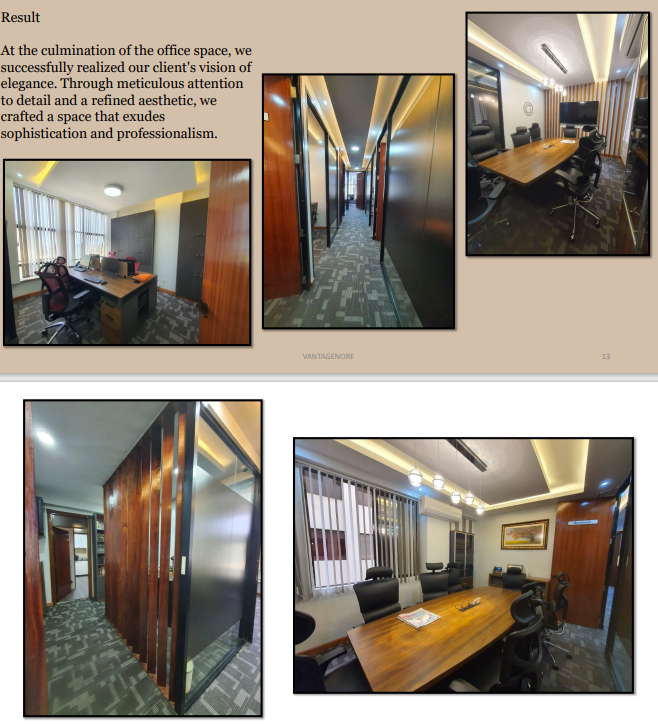 Result
At the culmination of the office space, we
successfully realized our client's vision of
elegance. Through meticulous attention
to detail and a refined aesthetic, we
crafted a space that exudes
sophistication and professionalism.
VANTAGENORE
13